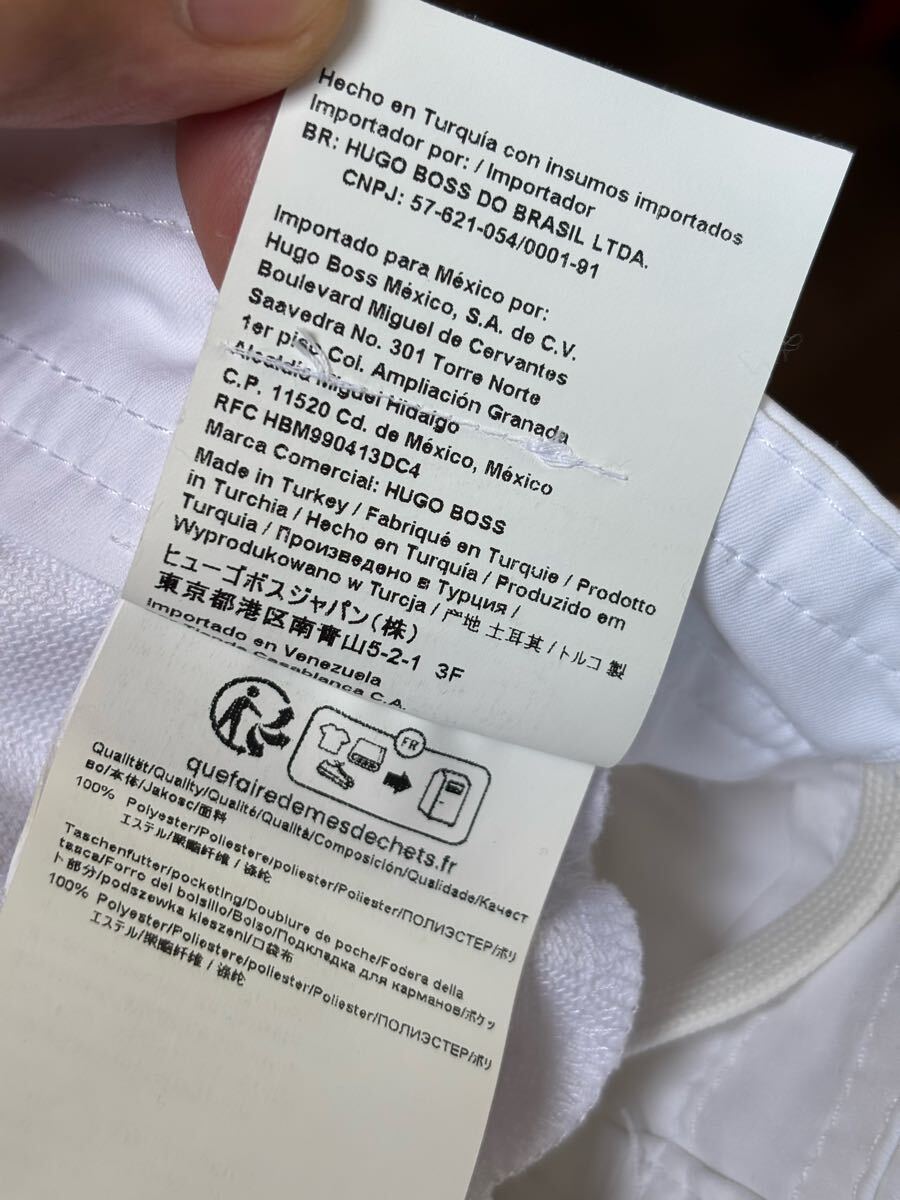 Hecho en Turquía con insumos importados
Importador por: / Importador
BR: HUGO BOSS DO BRASIL LTDA.
CNPJ: 57-621-054/0001-91
Importado para México por:
Hugo Boss México, S.A. de C.V.
Boulevard Miguel de Cervantes
Saavedra No. 301 Torre Norte
1er piso Col. Ampliación Granada
Alcaldía Miguel Hidalgo
C.P. 11520 Cd. de México, México
RFC HBM990413DC4
Marca Comercial: HUGO BOSS
Made in Turkey / Fabriqué en Turquie / Prodotto
in Turchia / Hecho en Turquía / Produzido em
Turquia / Произведено в Турции /
Wyprodukowano w Turcja / 产地 土耳其 / トルコ 製
ヒューゴボスジャパン(株)
東京都港区南青山5-2-1 3F
Importado en Venezuela
Tienda Casablanca C.A.
FR
quefairedemesdechets.fr
Qualität/Quality/Qualité/Qualità/Composición/Qualidade/Качест
во/本体/Jakosc/面料
100% Polyester/Poliestere/poliester/Poliester/ПОЛИЭСТЕР/ポリ
エステル/聚酯纤维 / 涤纶
Taschenfutter/pocketing/Doublure de poche/Fodera della
tasca/Forro del bolsillo/Bolso/Подкладка для карманов/ポケッ
ト部分/podszewka kieszeni/口袋布
100% Polyester/Poliestere/poliester/Poliester/ПОЛИЭСТЕР/ポリ
エステル/聚酯纤维 / 涤纶